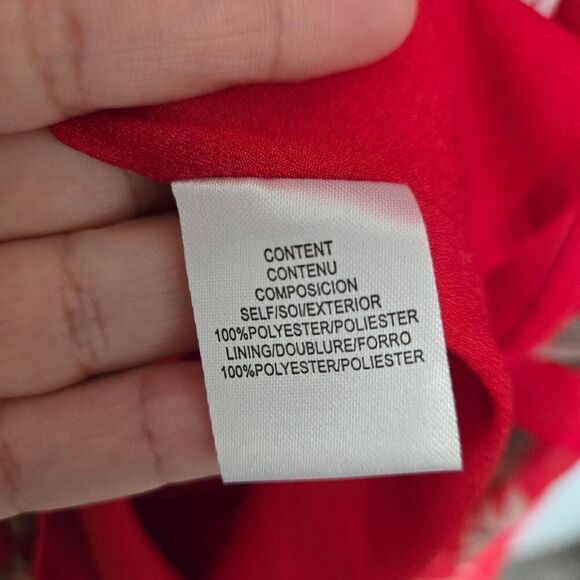 CONTENT
CONTENU
COMPOSICION
SELF/SOI/EXTERIOR
100%POLYESTER/POLIESTER
LINING/DOUBLURE/FORRO
100%POLYESTER/POLIESTER